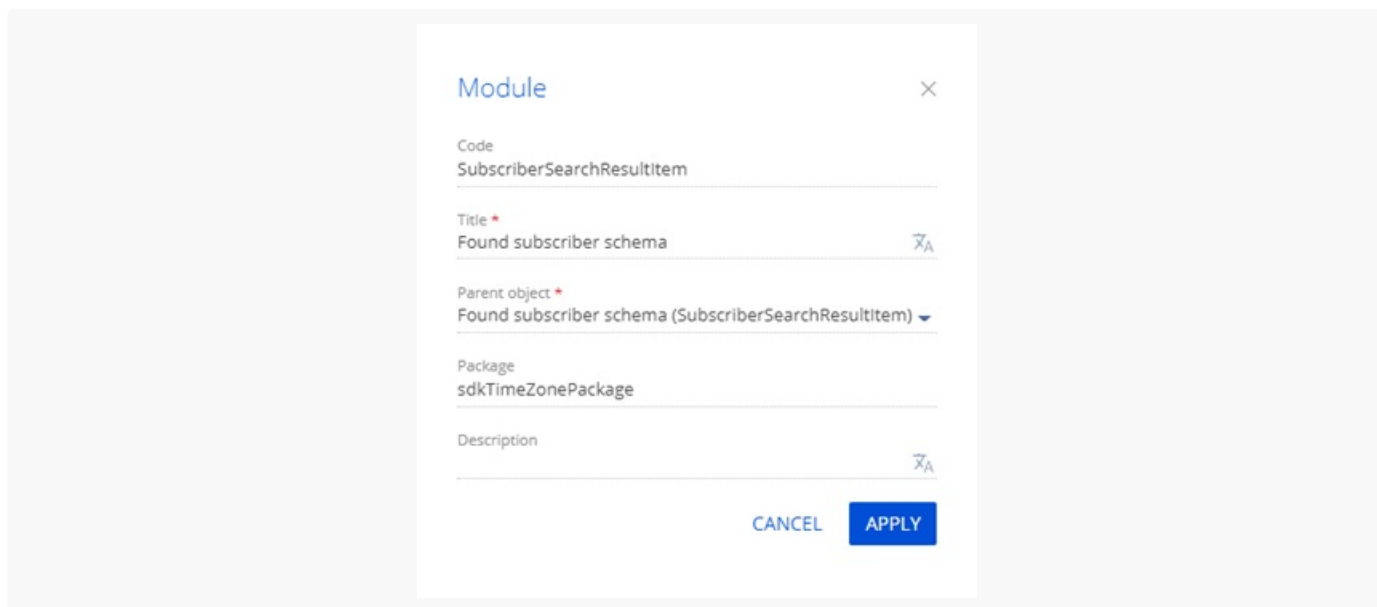 Module
Code
SubscriberSearchResultItem
Title *
Found subscriber schema
Parent object *
Found subscriber schema (SubscriberSearchResultItem)
Package
sdkTimeZonePackage
Description
CANCEL APPLY